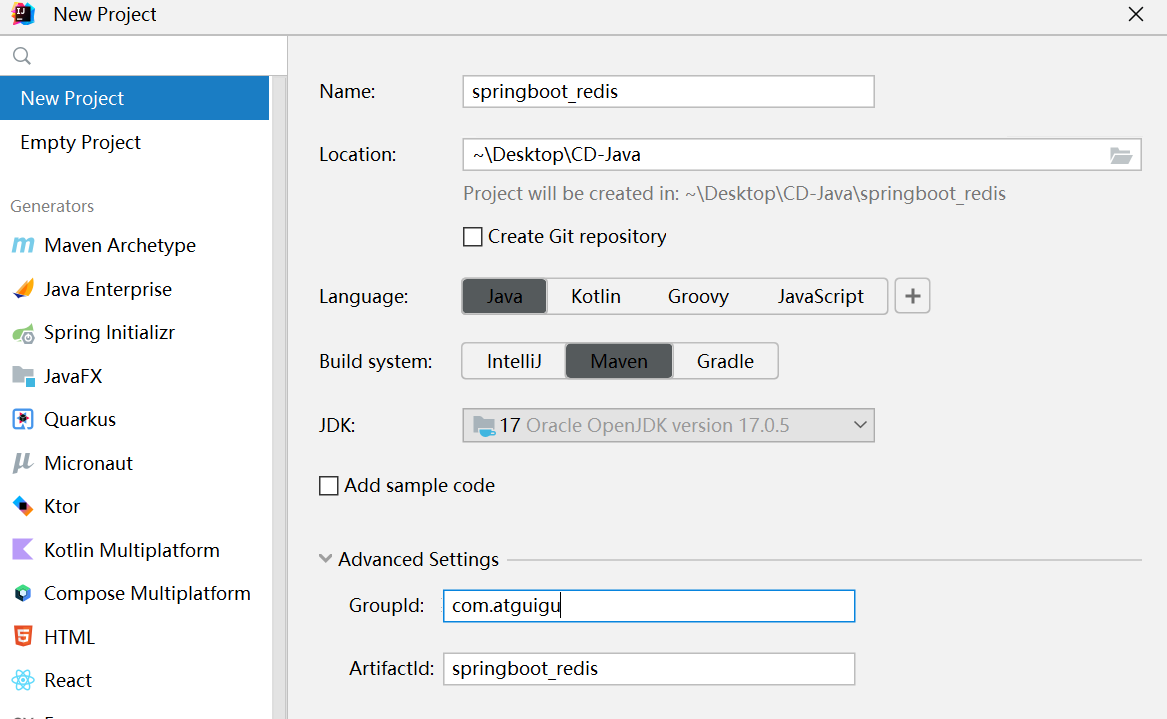 New Project
New Project
Empty Project
Generators
Maven Archetype
Java Enterprise
Spring Initializr
JavaFX
Quarkus
Micronaut
Ktor
Kotlin Multiplatform
Compose Multiplatform
HTML
React
Name: springboot_redis
Location: ~\Desktop\CD-Java
Project will be created in: ~\Desktop\CD-Java\springboot_redis
Create Git repository
Language: Java Kotlin Groovy JavaScript +
Build system: IntelliJ Maven Gradle
JDK: 17 Oracle OpenJDK version 17.0.5
Add sample code
Advanced Settings
GroupId: com.atguigu
ArtifactId: springboot_redis